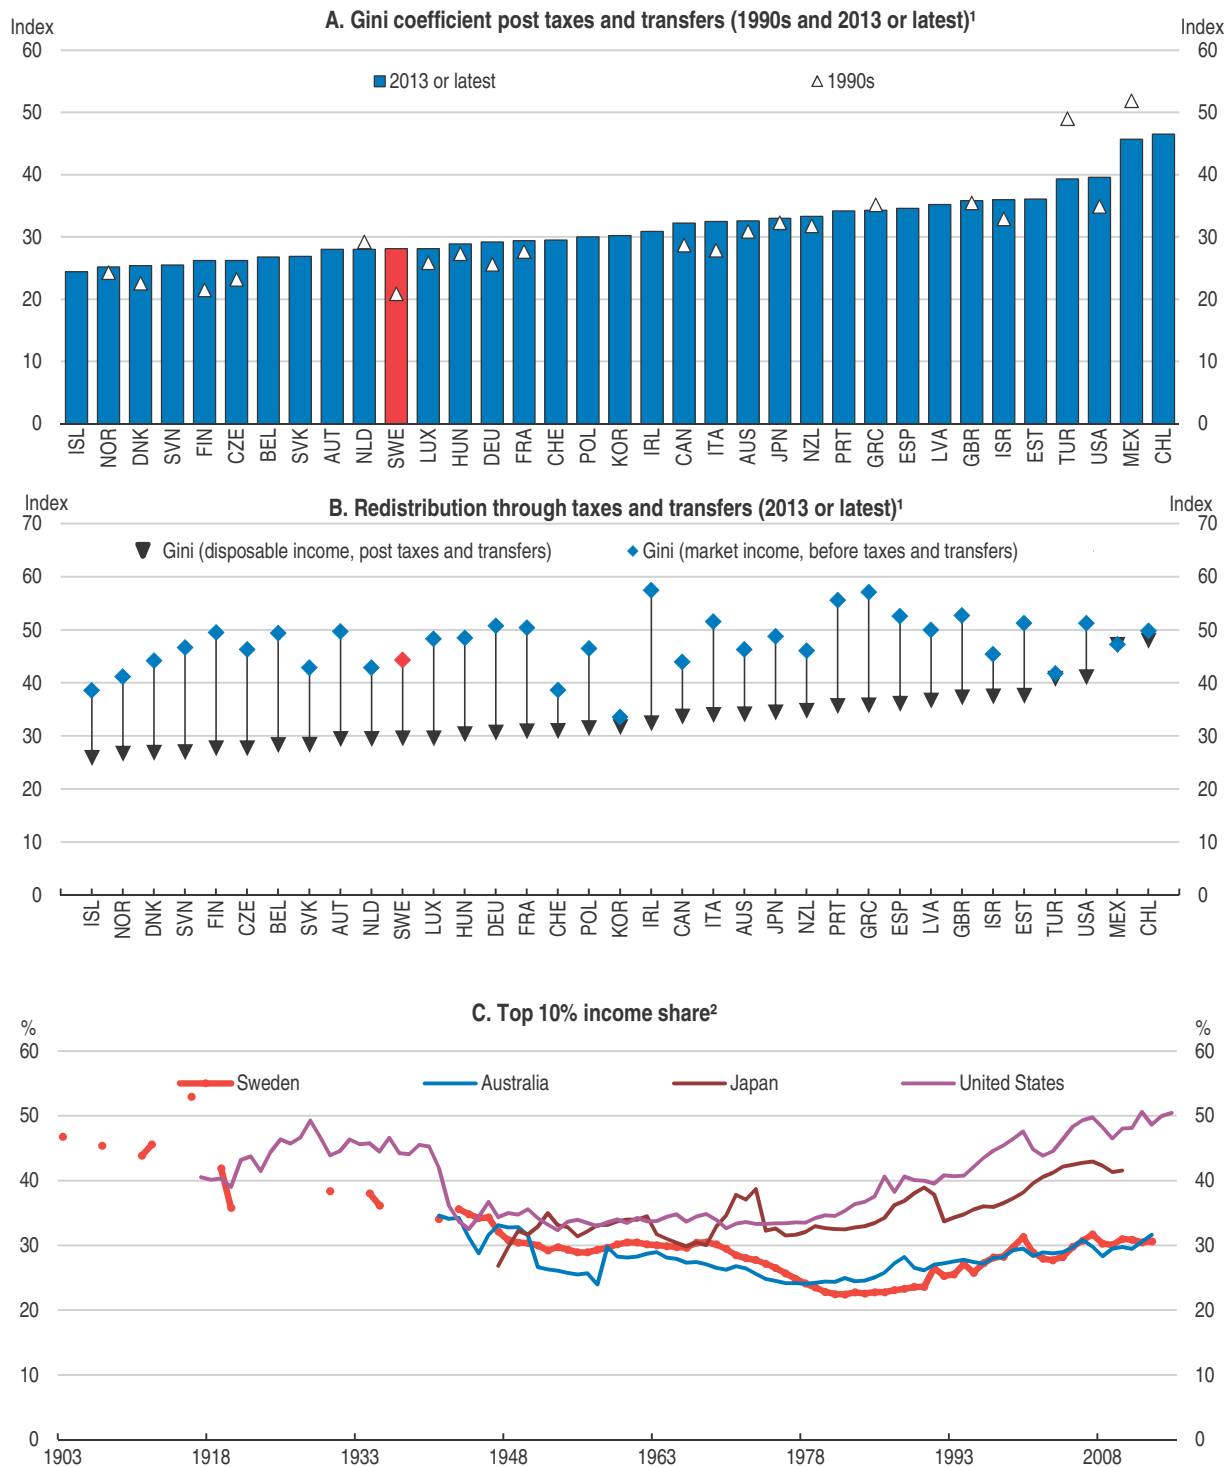 A. Gini coefficient post taxes and transfers (1990s and 2013 or latest)¹
Index Index
60 60
2013 or latest 1990s
50 50
40 40
30 30
20 20
10 10
0 0
ISL NOR DNK SVN FIN CZE BEL SVK AUT NLD SWE LUX HUN DEU FRA CHE POL KOR IRL CAN ITA AUS JPN NZL PRT GRC ESP LVA GBR ISR EST TUR USA MEX CHL
Index Index
B. Redistribution through taxes and transfers (2013 or latest)¹
70 70
Gini (disposable income, post taxes and transfers) Gini (market income, before taxes and transfers)
60 60
50 50
40 40
30 30
20 20
10 10
0 0
ISL NOR DNK SVN FIN CZE BEL SVK AUT NLD SWE LUX HUN DEU FRA CHE POL KOR IRL CAN ITA AUS JPN NZL PRT GRC ESP LVA GBR ISR EST TUR USA MEX CHL
C. Top 10% income share²
% %
60 60
Sweden Australia Japan United States
50 50
40 40
30 30
20 20
10 10
0 0
1903 1918 1933 1948 1963 1978 1993 2008